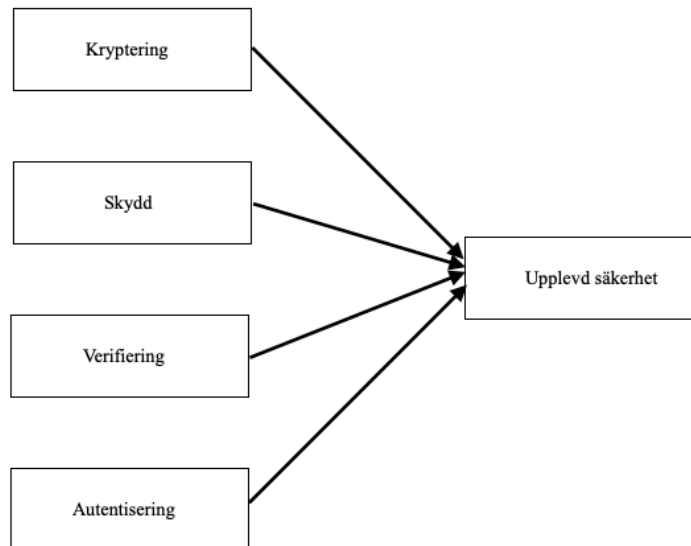 Kryptering
Skydd
Upplevd säkerhet
Verifiering
Autentisering